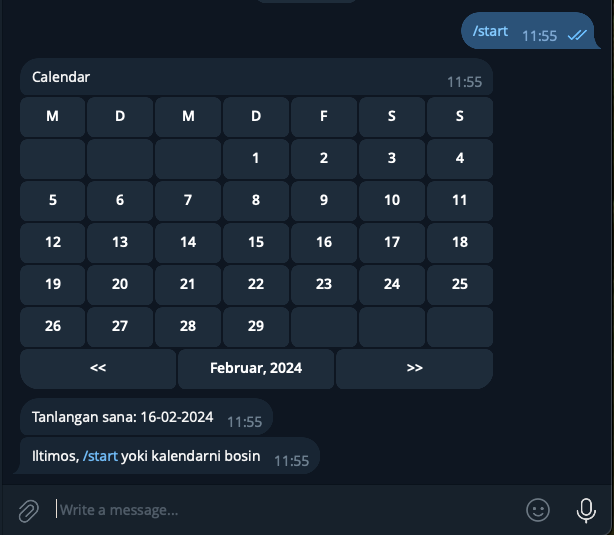 /start 11:55
Calendar 11:55
M D M D F S S
1 2 3 4
5 6 7 8 9 10 11
12 13 14 15 16 17 18
19 20 21 22 23 24 25
26 27 28 29
<< Februar, 2024 >>
Tanlangan sana: 16-02-2024 11:55
Iltimos, /start yoki kalendarni bosin 11:55
Write a message...